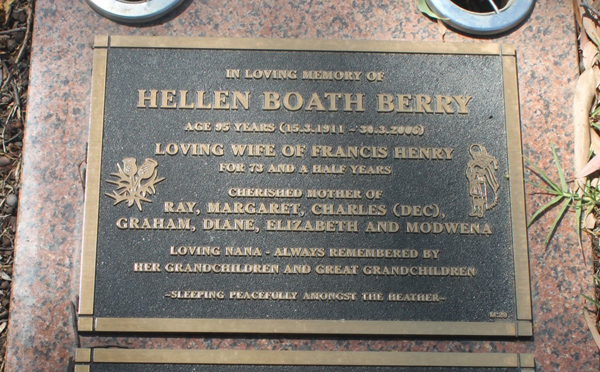 IN LOVING MEMORY OF
HELLEN BOATH BERRY
AGE 95 YEARS (15.3.1911 - 30.3.2006)
LOVING WIFE OF FRANCIS HENRY
FOR 73 AND A HALF YEARS
CHERISHED MOTHER OF
RAY, MARGARET, CHARLES (DEC),
GRAHAM, DIANE, ELIZABETH AND MODWENA
LOVING NANA - ALWAYS REMEMBERED BY
HER GRANDCHILDREN AND GREAT GRANDCHILDREN
~SLEEPING PEACEFULLY AMONGST THE HEATHER~